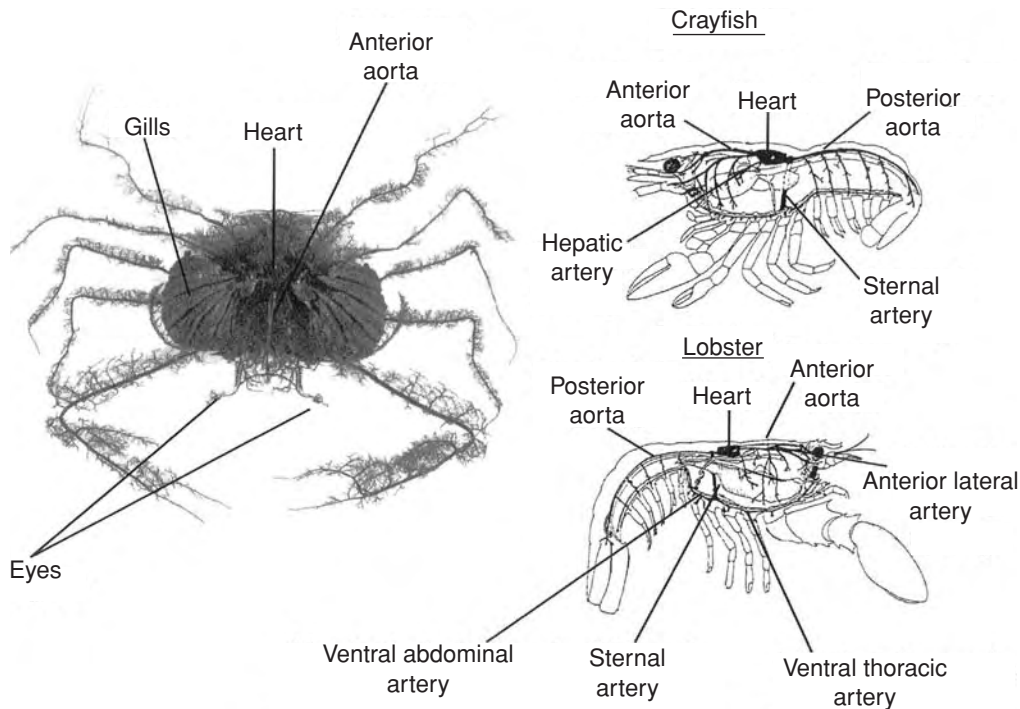 Anterior
aorta
Gills
Heart
Eyes
Crayfish
Anterior
aorta
Heart
Posterior
aorta
Hepatic
artery
Sternal
artery
Lobster
Posterior
aorta
Heart
Anterior
aorta
Anterior lateral
artery
Ventral abdominal
artery
Sternal
artery
Ventral thoracic
artery